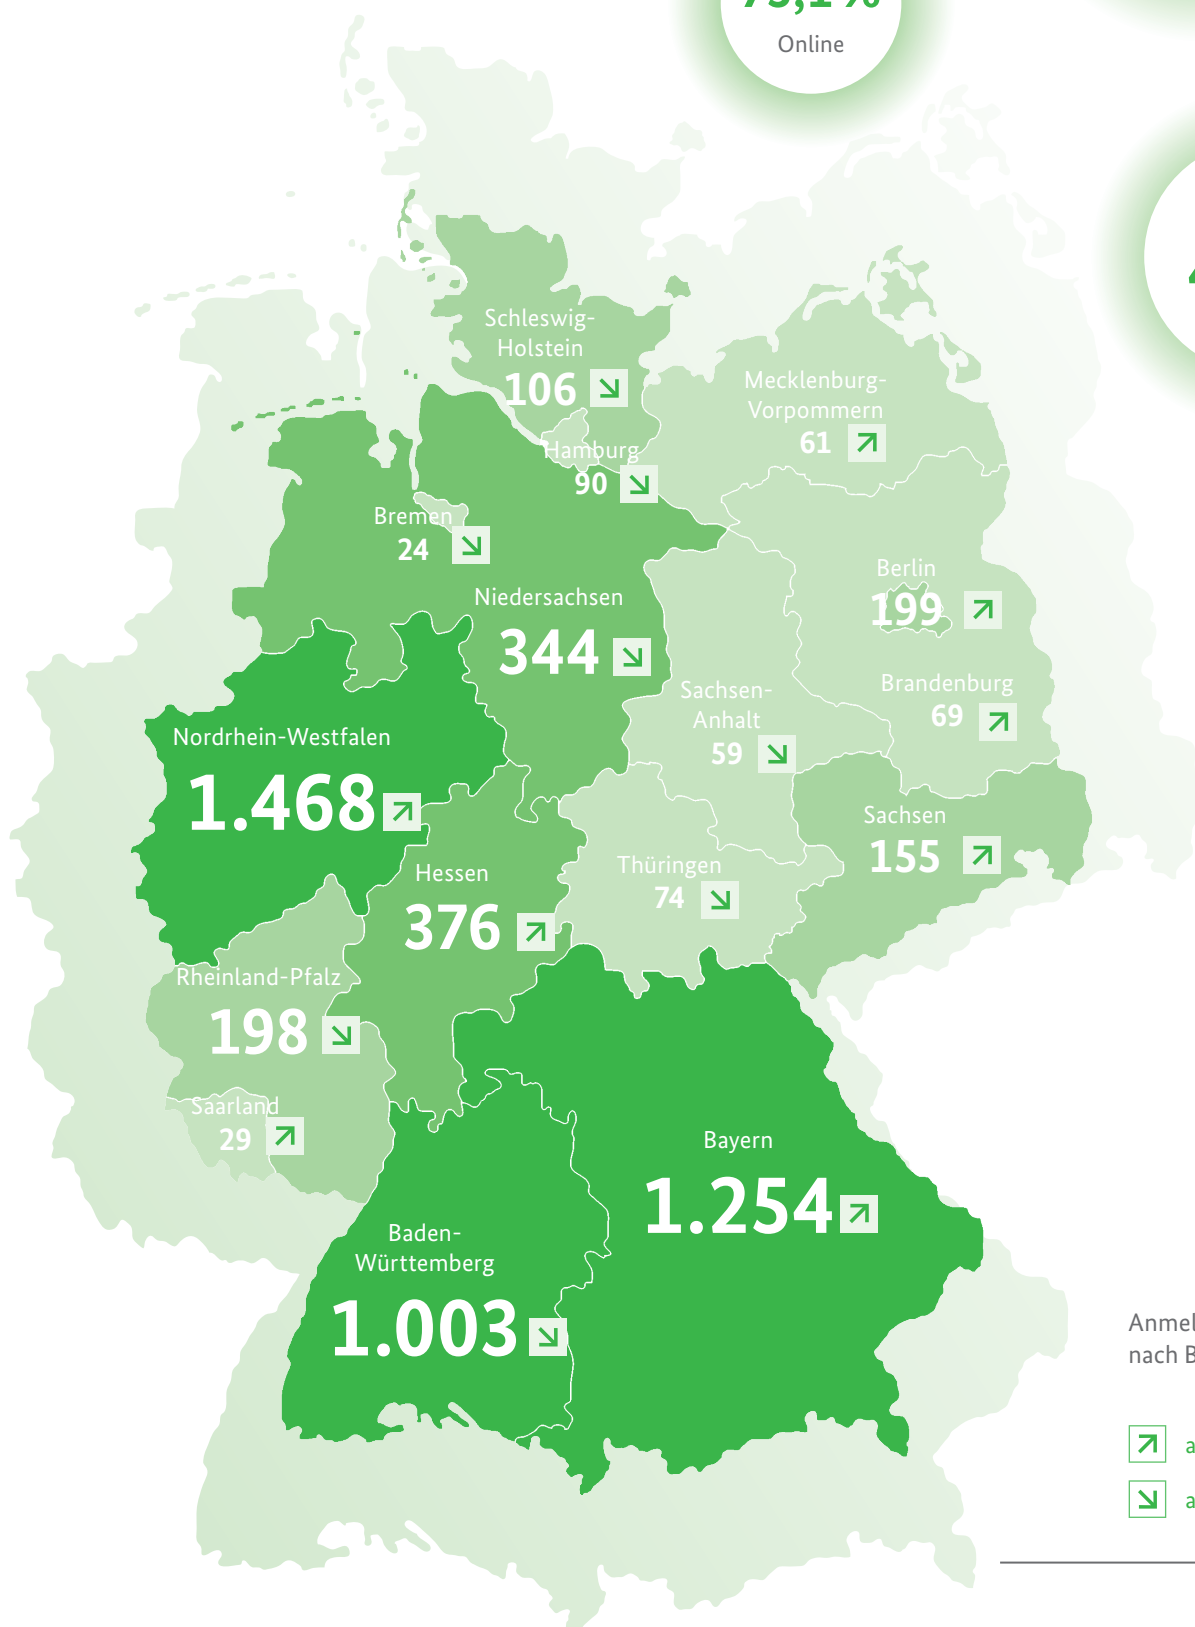 Online
Schleswig-
Holstein
106
Mecklenburg-
Vorpommern
61
Hamburg
90
Bremen
24
Niedersachsen
344
Berlin
199
Brandenburg
69
Sachsen-
Anhalt
59
Nordrhein-Westfalen
1.468
Sachsen
155
Hessen
376
Thüringen
74
Rheinland-Pfalz
198
Saarland
29
Bayern
1.254
Baden-
Württemberg
1.003
Anmel
nach B
a
a